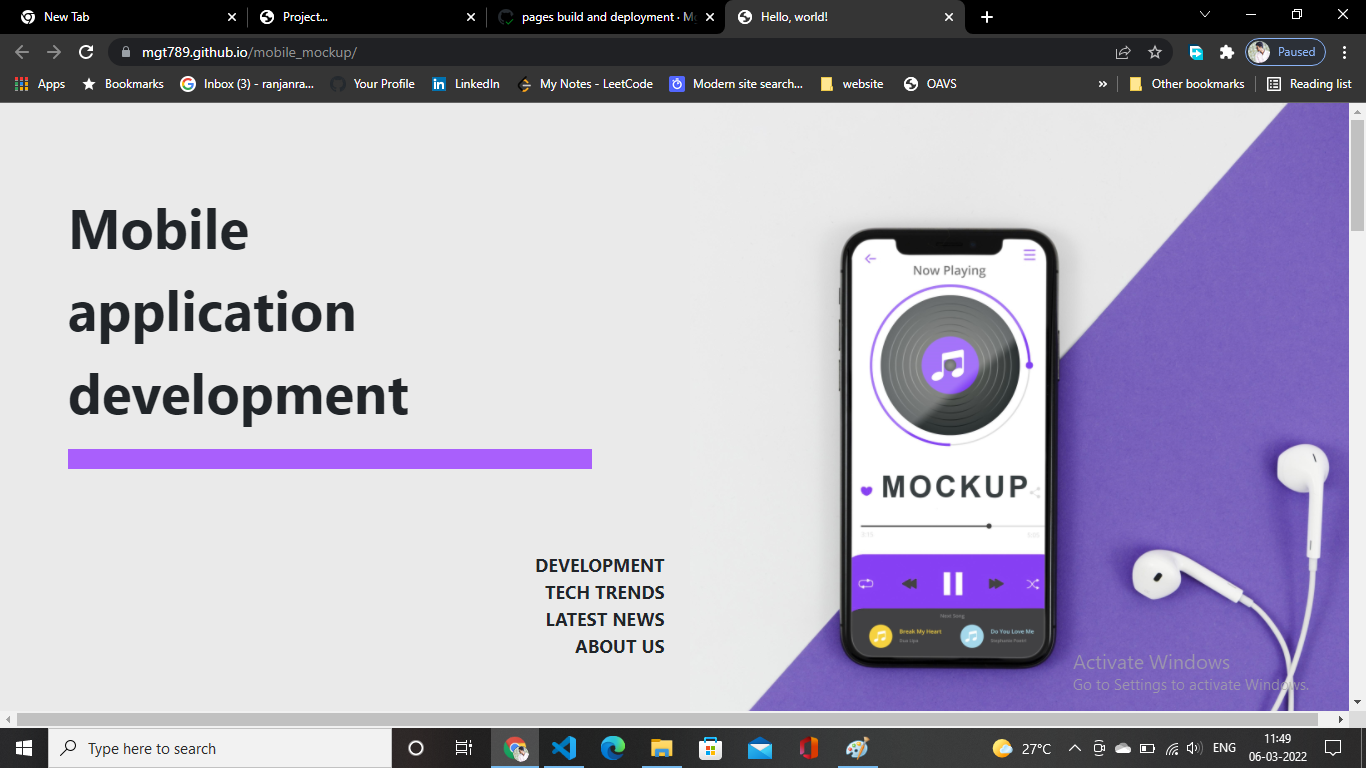 New Tab
Project...
pages build and deployment · Mo
Hello, world!
mgt789.github.io/mobile_mockup/
Paused
Apps
Bookmarks
Inbox (3) - ranjanra...
Your Profile
LinkedIn
My Notes - LeetCode
Modern site search...
website
OAVS
»
Other bookmarks
Reading list
Mobile
application
development
DEVELOPMENT
TECH TRENDS
LATEST NEWS
ABOUT US
Now Playing
MOCKUP
Next Song
Break My Heart
Dua Lipa
Do You Love Me
Activate Windows
Go to Settings to activate Windows.
Type here to search
27°C
ENG
11:49
06-03-2022